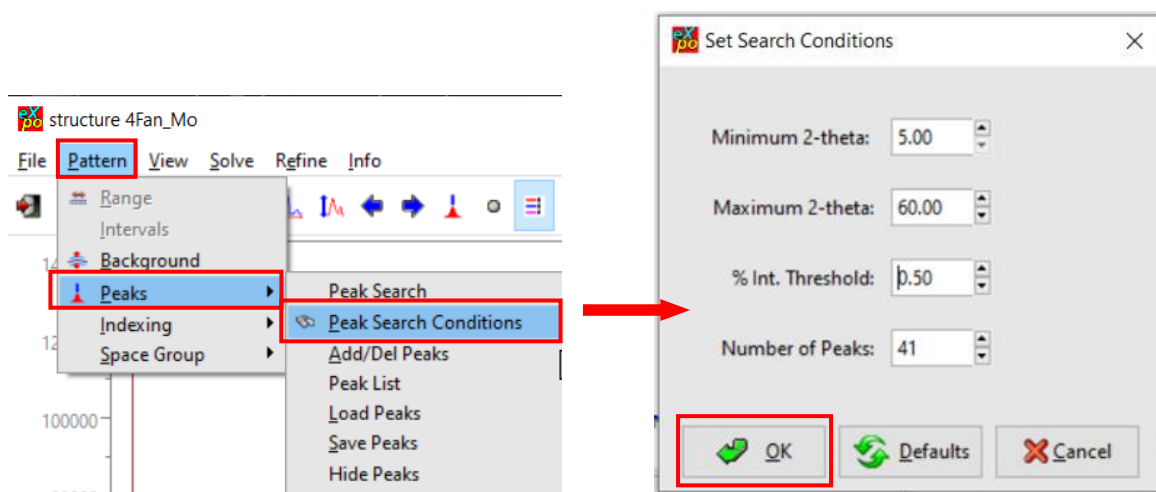 structure 4Fan_Mo
File Pattern View Solve Refine Info
Range
Intervals
Background
Peaks
Indexing
Space Group
Peak Search
Peak Search Conditions
Add/Del Peaks
Peak List
Load Peaks
Save Peaks
Hide Peaks
100000
Set Search Conditions
Minimum 2-theta: 5.00
Maximum 2-theta: 60.00
% Int. Threshold: 0.50
Number of Peaks: 41
OK Defaults Cancel